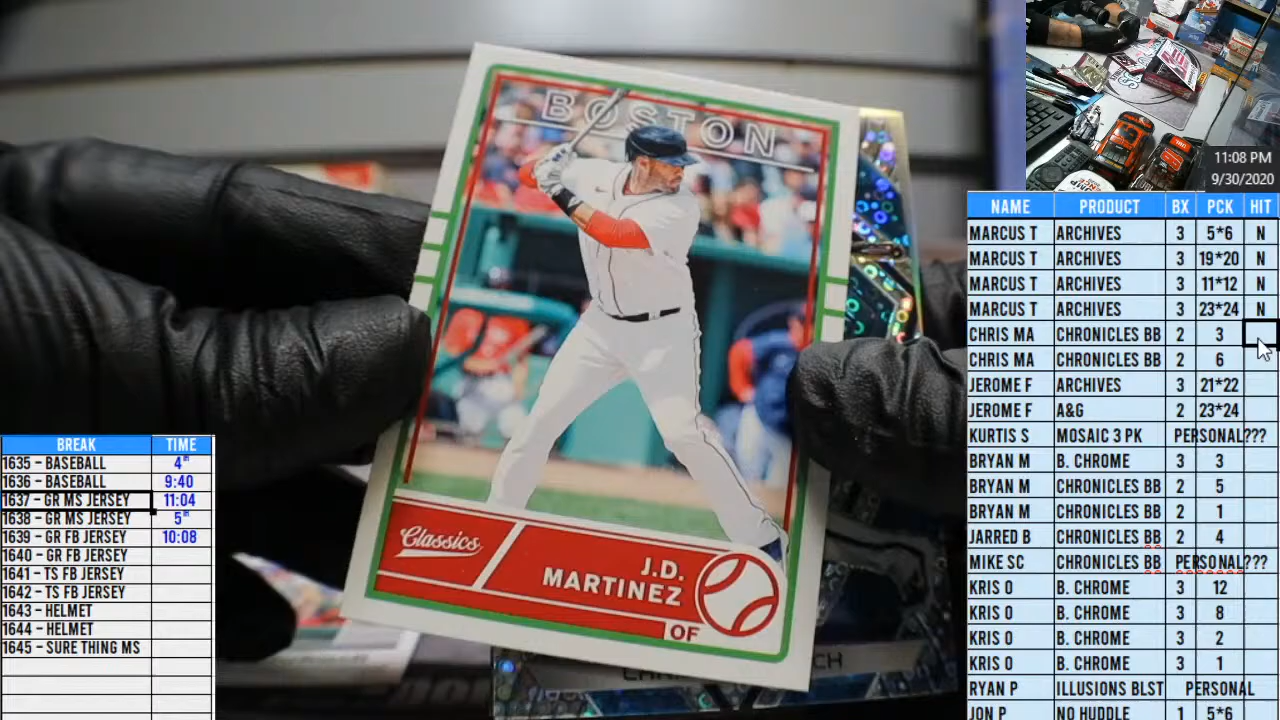 BOSTON
Classics
J.D.
MARTINEZ
OF
CH
11:08 PM
9/30/2020
NAME PRODUCT BX PCK HIT
MARCUS T ARCHIVES 3 5*6 N
MARCUS T ARCHIVES 3 19*20 N
MARCUS T ARCHIVES 3 11*12 N
MARCUS T ARCHIVES 3 23*24 N
CHRIS MA CHRONICLES BB 2 3
CHRIS MA CHRONICLES BB 2 6
JEROME F ARCHIVES 3 21*22
JEROME F A&G 2 23*24
KURTIS S MOSAIC 3 PK PERSONAL???
BRYAN M B. CHROME 3 3
BRYAN M CHRONICLES BB 2 5
BRYAN M CHRONICLES BB 2 1
JARRED B CHRONICLES BB 2 4
MIKE SC CHRONICLES BB PERSONAL???
KRIS O B. CHROME 3 12
KRIS O B. CHROME 3 8
KRIS O B. CHROME 3 2
KRIS O B. CHROME 3 1
RYAN P ILLUSIONS BLST PERSONAL
JON P NO HUDDLE 1 5*6
BREAK TIME
1635 – BASEBALL 4th
1636 – BASEBALL 9:40
1637 – GR MS JERSEY 11:04
1638 – GR MS JERSEY 5th
1639 – GR FB JERSEY 10:08
1640 – GR FB JERSEY
1641 – TS FB JERSEY
1642 – TS FB JERSEY
1643 – HELMET
1644 – HELMET
1645 – SURE THING MS